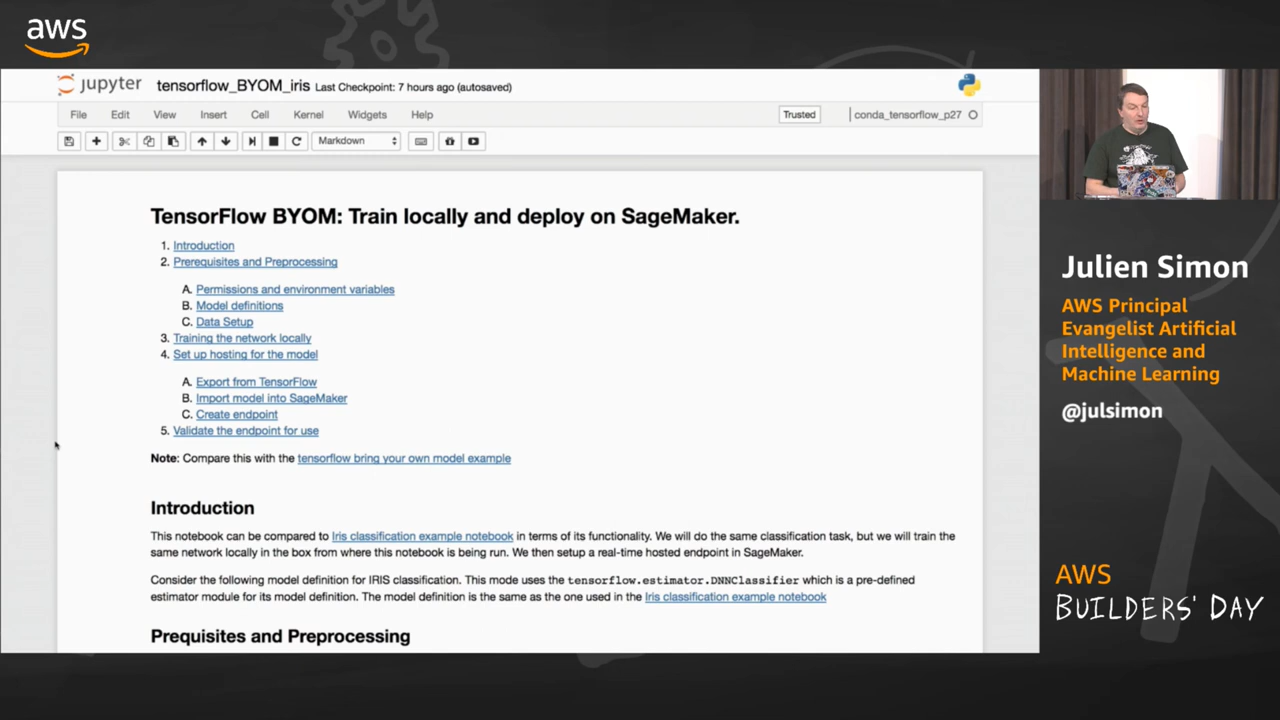 aws
jupyter tensorflow_BYOM_iris Last Checkpoint: 7 hours ago (autosaved)
File Edit View Insert Cell Kernel Widgets Help Trusted conda_tensorflow_p27
Markdown
TensorFlow BYOM: Train locally and deploy on SageMaker.
1. Introduction
2. Prerequisites and Preprocessing
A. Permissions and environment variables
B. Model definitions
C. Data Setup
3. Training the network locally
4. Set up hosting for the model
A. Export from TensorFlow
B. Import model into SageMaker
C. Create endpoint
5. Validate the endpoint for use
Note: Compare this with the tensorflow bring your own model example
Introduction
This notebook can be compared to Iris classification example notebook in terms of its functionality. We will do the same classification task, but we will train the
same network locally in the box from where this notebook is being run. We then setup a real-time hosted endpoint in SageMaker.
Consider the following model definition for IRIS classification. This mode uses the tensorflow.estimator.DNNClassifier which is a pre-defined
estimator module for its model definition. The model definition is the same as the one used in the Iris classification example notebook
Prequisites and Preprocessing
Julien Simon
AWS Principal
Evangelist Artificial
Intelligence and
Machine Learning
@julsimon
AWS
BUILDERS' DAY